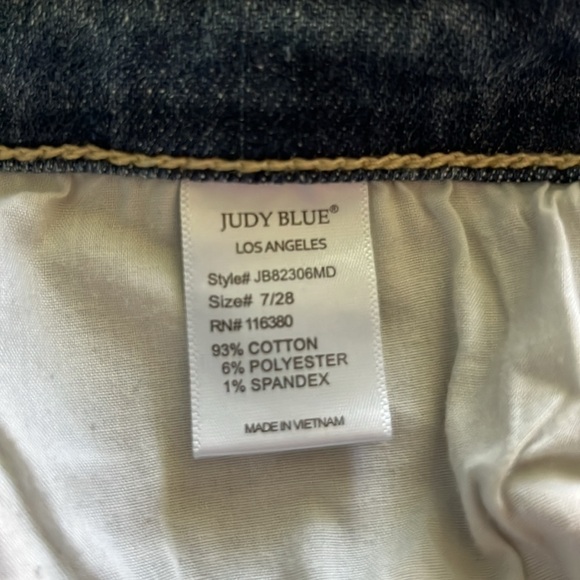 JUDY BLUE®
LOS ANGELES
Style# JB82306MD
Size# 7/28
RN# 116380
93% COTTON
6% POLYESTER
1% SPANDEX
MADE IN VIETNAM